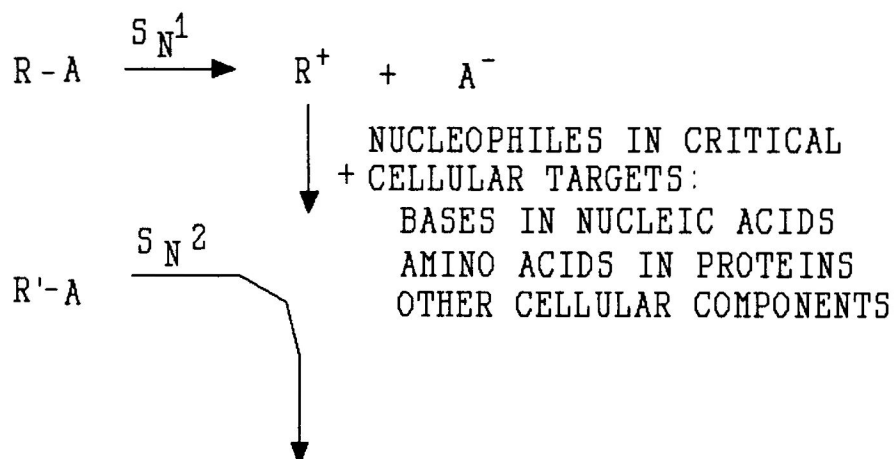 R-A SN1 R+ + A-
NUCLEOPHILES IN CRITICAL
+ CELLULAR TARGETS:
BASES IN NUCLEIC ACIDS
AMINO ACIDS IN PROTEINS
OTHER CELLULAR COMPONENTS
R'-A SN2